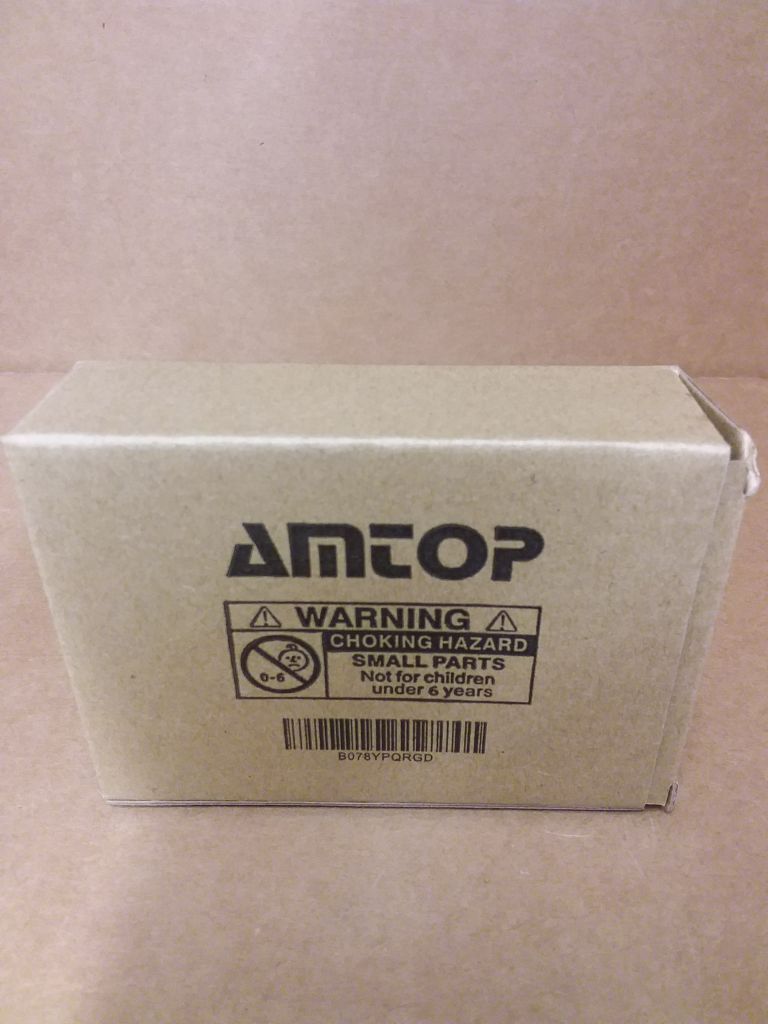 AMTOP
WARNING
CHOKING HAZARD
0-6
SMALL PARTS
Not for children
under 6 years
B078YPQRGD